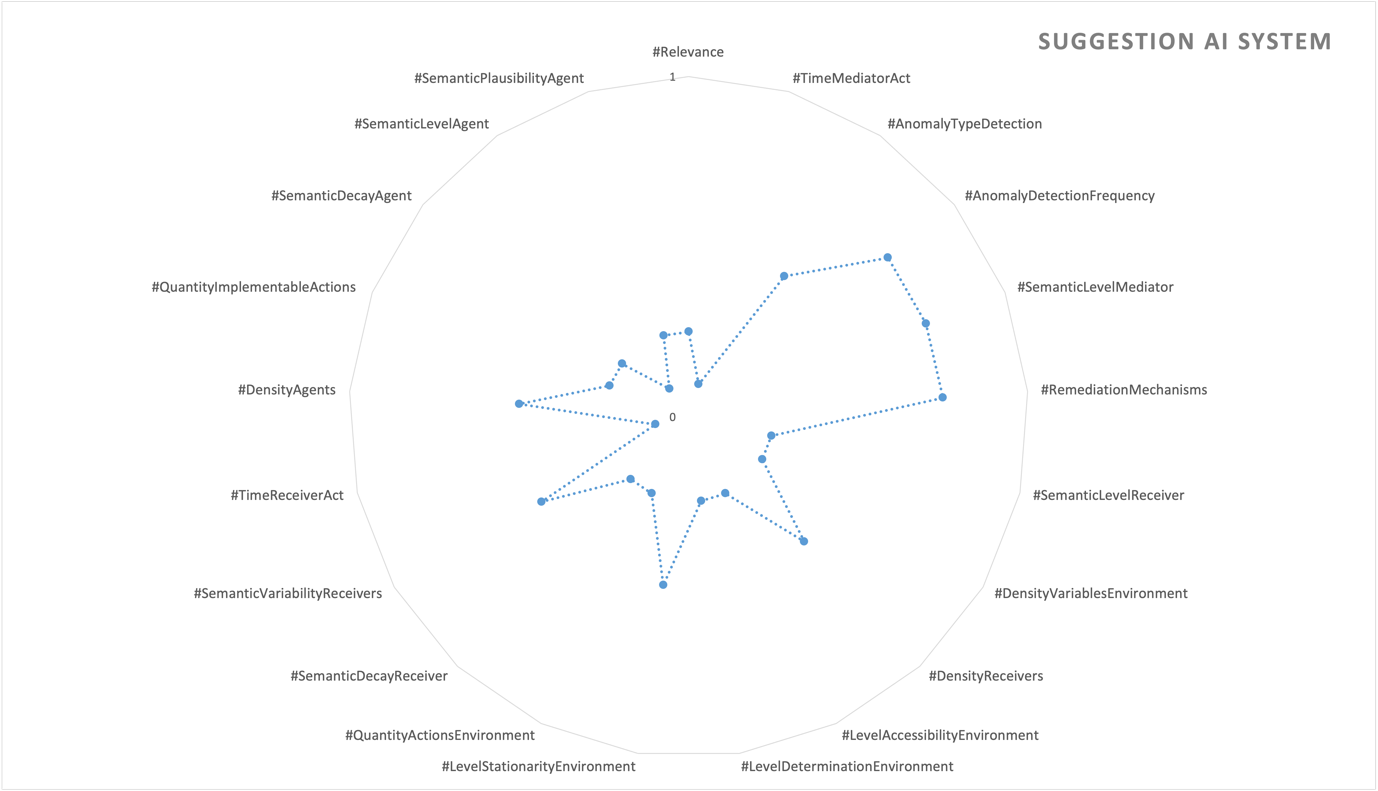 SUGGESTION AI SYSTEM
#Relevance
1
#SemanticPlausibilityAgent
#TimeMediatorAct
#SemanticLevelAgent
#AnomalyTypeDetection
#SemanticDecayAgent
#AnomalyDetectionFrequency
#QuantityImplementableActions
#SemanticLevelMediator
#DensityAgents
#RemediationMechanisms
0
#TimeReceiverAct
#SemanticLevelReceiver
#SemanticVariabilityReceivers
#DensityVariablesEnvironment
#SemanticDecayReceiver
#DensityReceivers
#QuantityActionsEnvironment
#LevelAccessibilityEnvironment
#LevelStationarityEnvironment
#LevelDeterminationEnvironment